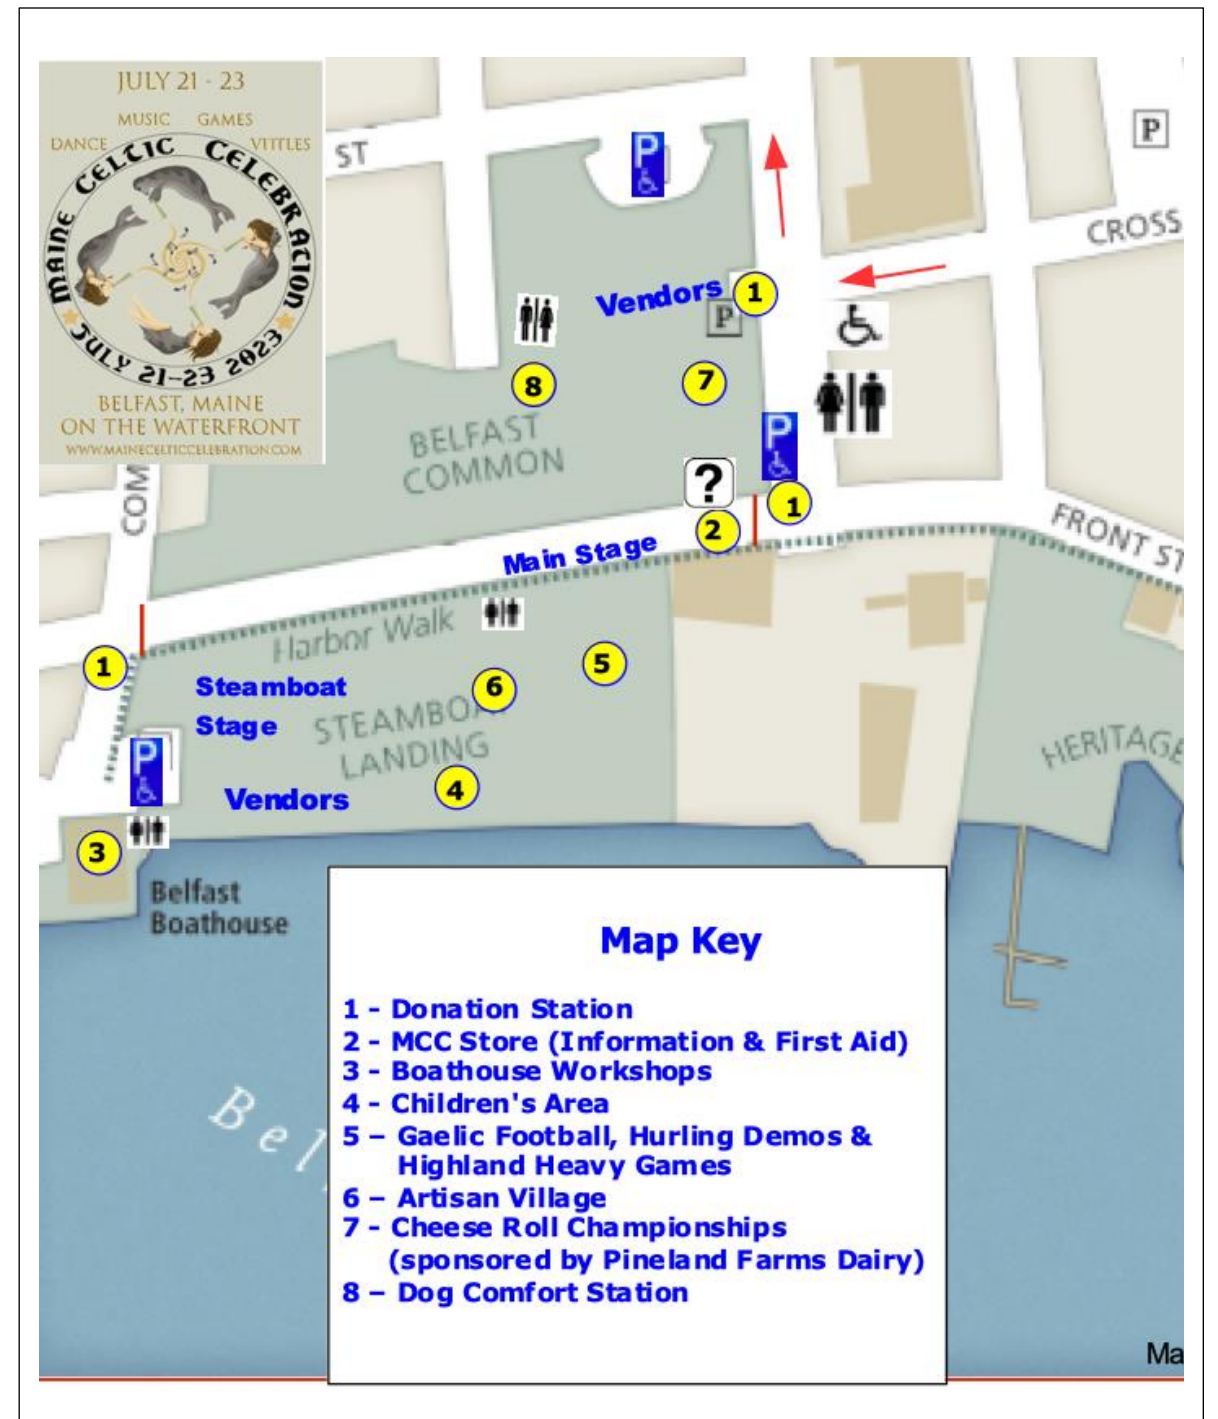 JULY 21 - 23
MUSIC GAMES
DANCE VITTLES
MAINE CELTIC CELEBRATION
JULY 21-23 2023
BELFAST, MAINE
ON THE WATERFRONT
WWW.MAINECELTICCELEBRATION.COM
ST
P
P
CROSS
Vendors
1
P
8
7
BELFAST
COMMON
P
COM
?
1
2
FRONT ST
Main Stage
Harbor Walk
1
5
Steamboat
6
Stage
STEAMBOAT
LANDING
HERITAGE
P
Vendors
4
3
Belfast
Boathouse
Map Key
1 - Donation Station
2 - MCC Store (Information & First Aid)
3 - Boathouse Workshops
4 - Children's Area
5 – Gaelic Football, Hurling Demos &
Highland Heavy Games
6 – Artisan Village
7 - Cheese Roll Championships
(sponsored by Pineland Farms Dairy)
8 – Dog Comfort Station
Bel
Ma